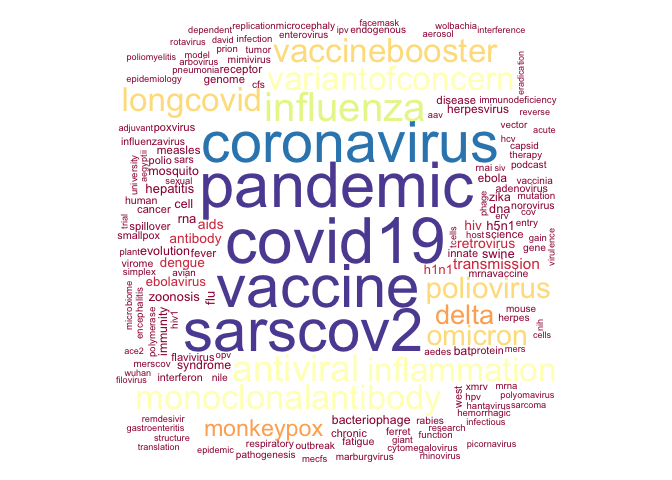 dependent replication microcephaly facemask wolbachia
rotavirus david infection enterovirus ipv endogenous aerosol interference
poliomyelitis model prion tumor vaccinebooster eradication
arbovirus mimivirus
pneumonia receptor variantofconcern
epidemiology genome cfs
longcovid influenza disease immunodeficiency
herpesvirus reverse
aav
adjuvant poxvirus coronavirus vector acute
influenzavirus measles hcv capsid
polio sars therapy podcast
university aegyptii mosquito pandemic rnai siv ebola vaccinia
sexual adenovirus
hepatitis phage zika mutation
human cell dna norovirus
cancer erv cov
trial spillover rna aids covid19 hiv h5n1 entry
smallpox antibody host science gain virulence
tcells retrovirus
plant evolution fever innate swine gene
virome dengue transmission
simplex avian h1n1 mrnavaccine
microbiome encephalitis ebolavirus vaccine poliovirus
zoonosis flu
polymerase hiv1 immunity sarscov2 delta mouse
herpes nih
ace2 omicron cells
merscov flavivirus opv aedes bat protein mers
wuhan syndrome antiviral inflammation
filovirus interferon nile
west xmrv mrna
monoclonalantibody hpv polyomavirus
hantavirus sarcoma
hemorrhagic
remdesivir bacteriophage rabies infectious
gastroenteritis monkeypox chronic ferret research
structure giant function
translation respiratory outbreak fatigue cytomegalovirus picornavirus
epidemic pathogenesis mecfs marburgvirus rhinovirus